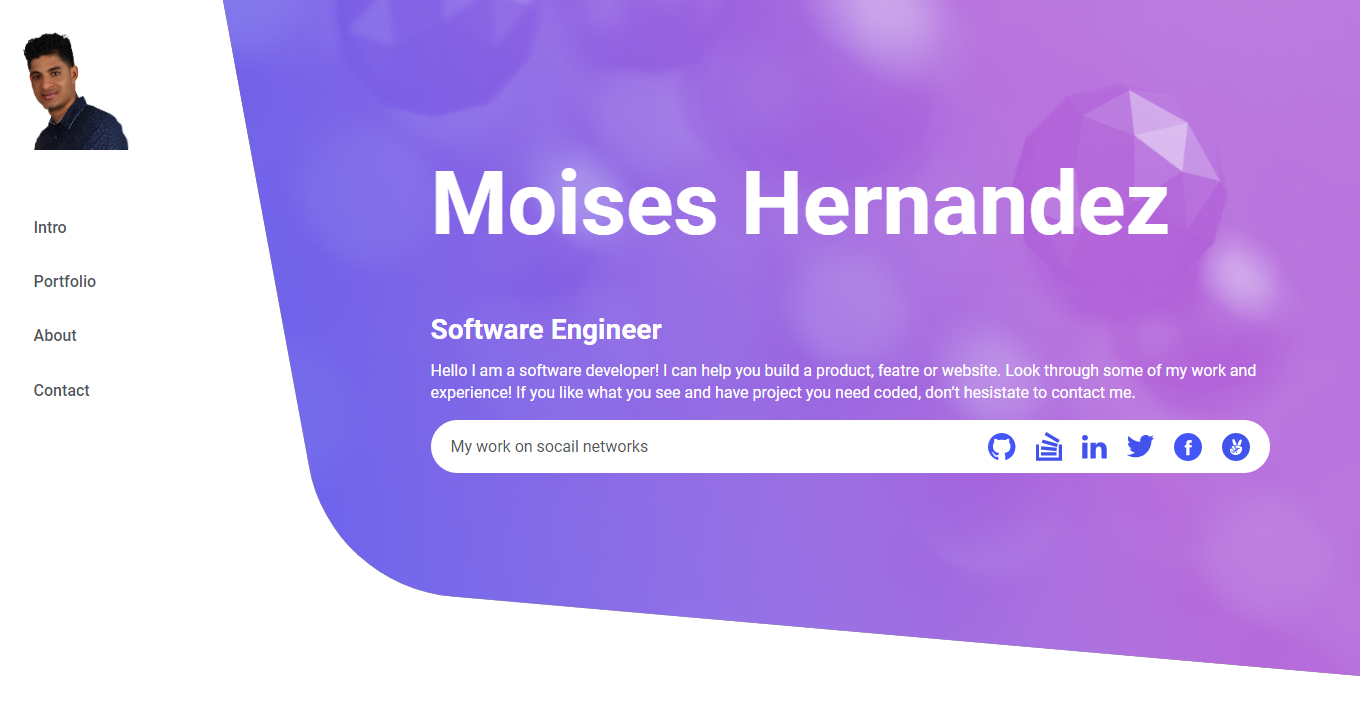 Intro
Portfolio
About
Contact
Moises Hernandez
Software Engineer
Hello I am a software developer! I can help you build a product, featre or website. Look through some of my work and
experience! If you like what you see and have project you need coded, don't hesistate to contact me.
My work on socail networks